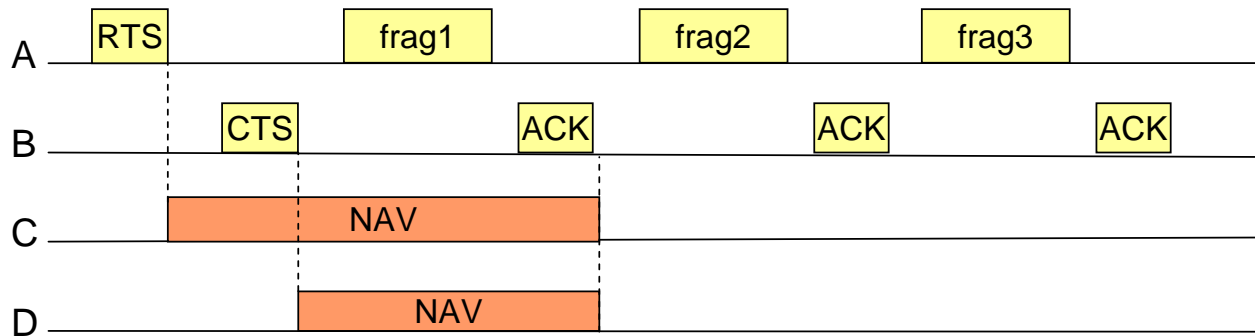 A RTS frag1 frag2 frag3
B CTS ACK ACK ACK
C NAV
D NAV